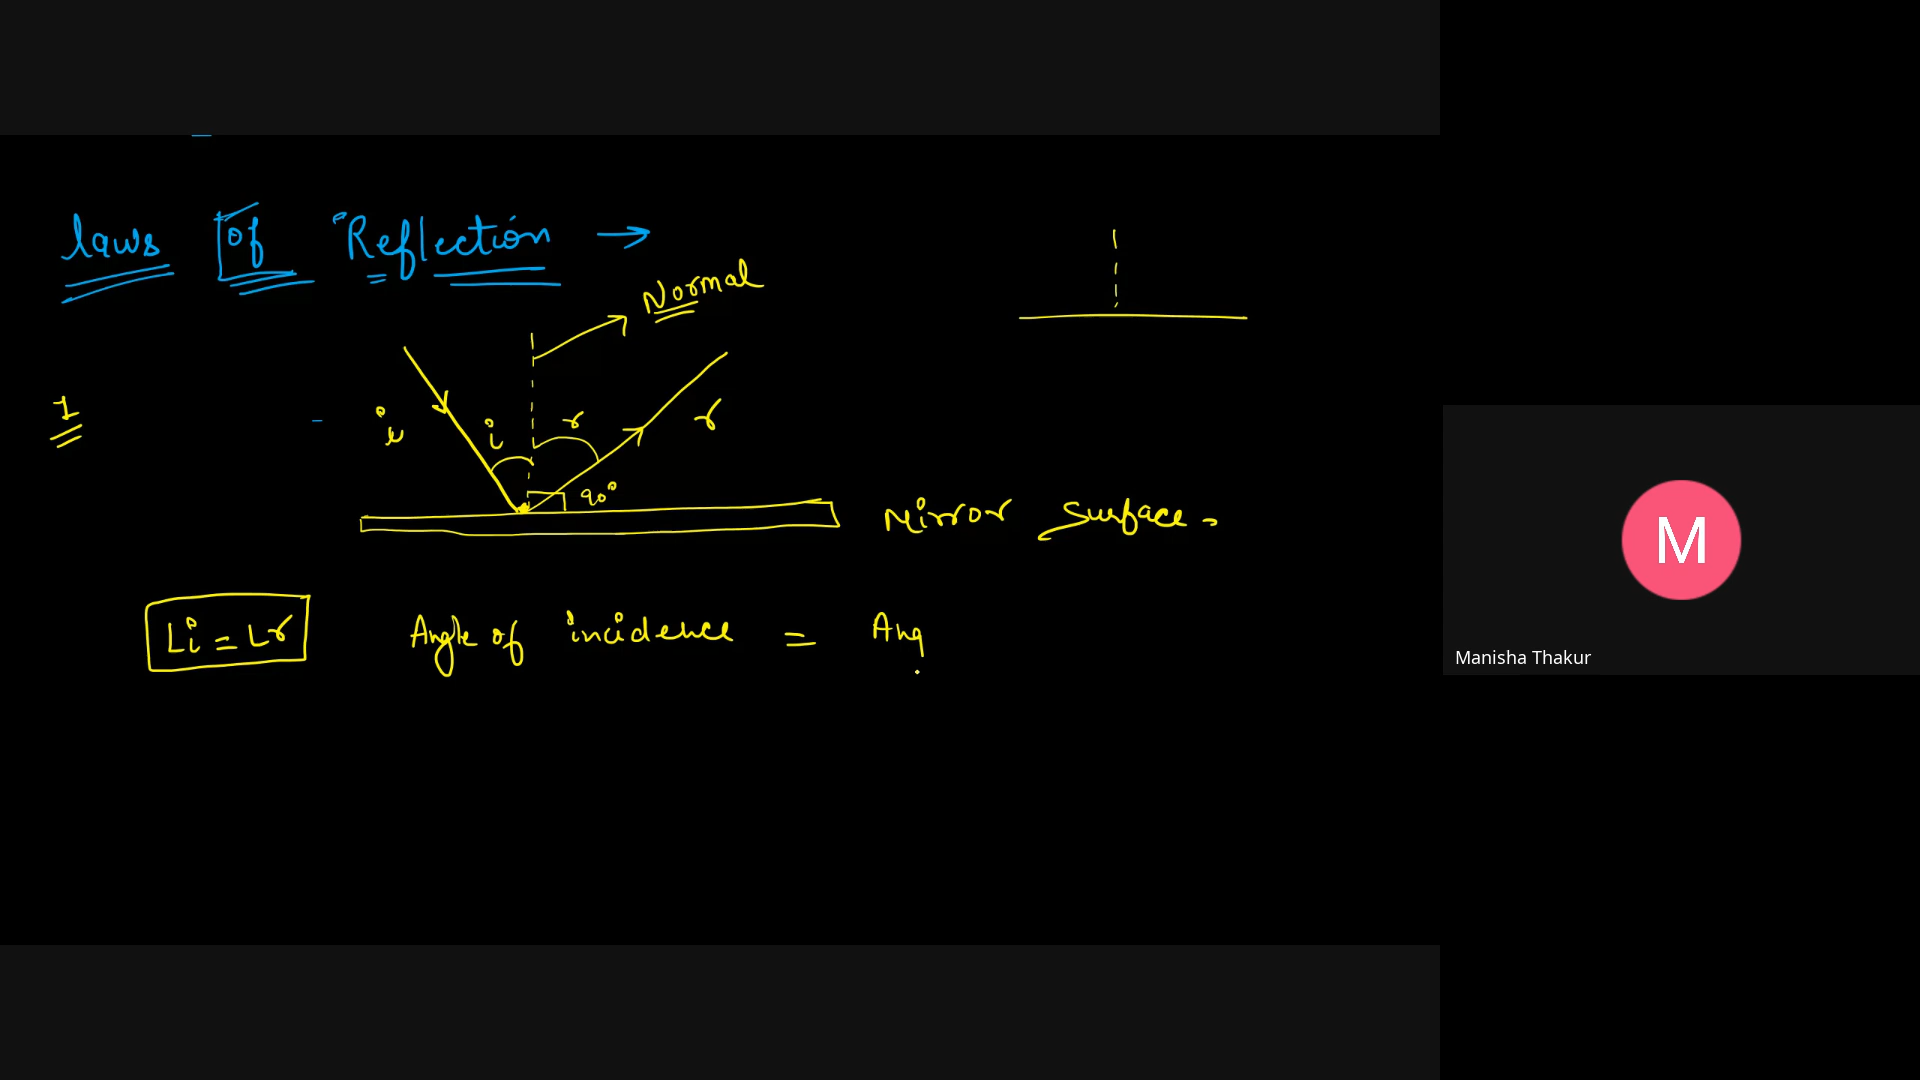 Laws of Reflection →
Normal
1
i
i
r
r
90°
Mirror Surface
∠i = ∠r Angle of incidence = Ang
M
Manisha Thakur